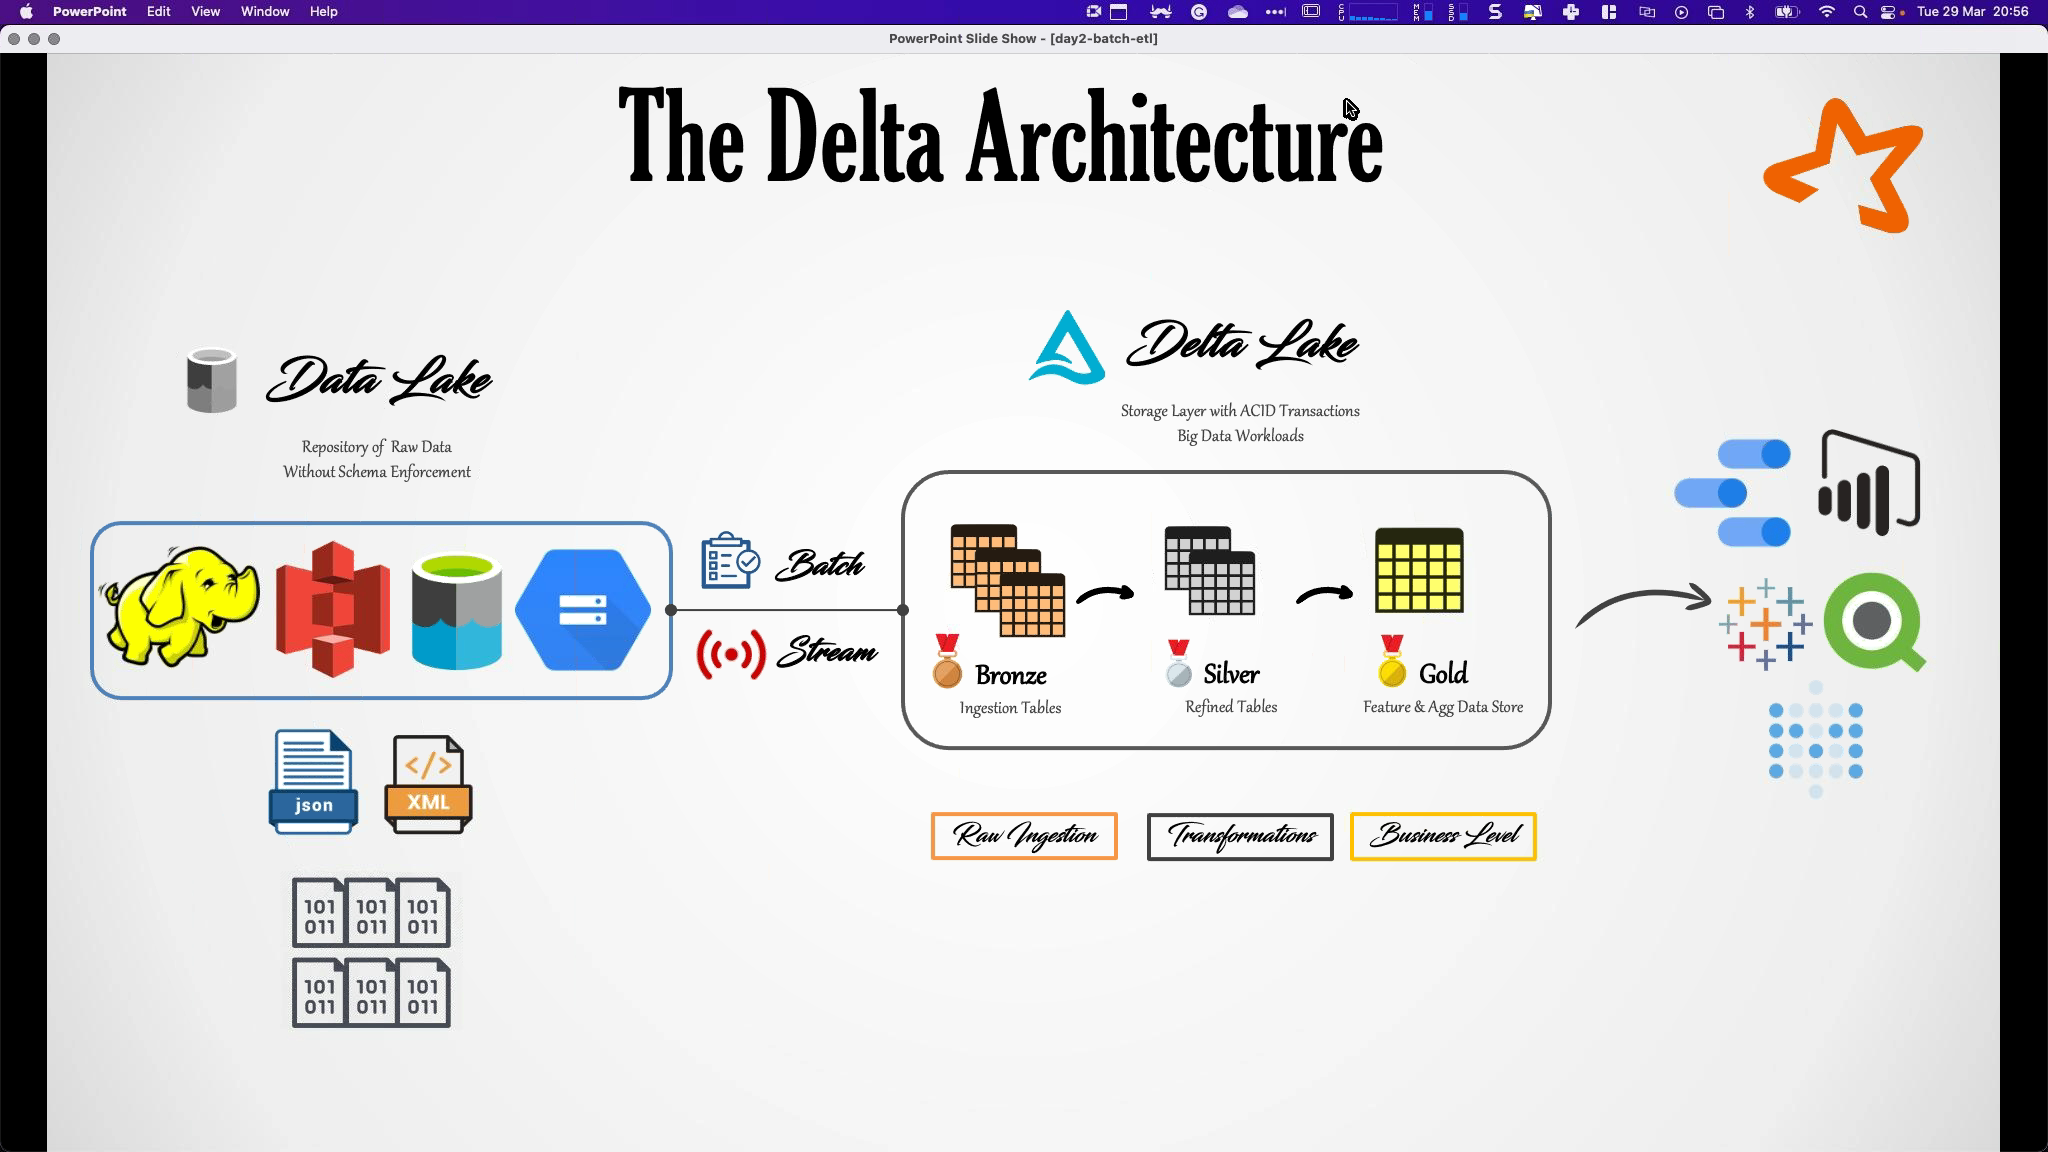 PowerPoint Edit View Window Help
CPU MEM SSD Tue 29 Mar 20:56
PowerPoint Slide Show - [day2-batch-etl]
The Delta Architecture
Data Lake
Repository of Raw Data
Without Schema Enforcement
json
XML
101 101 101
011 011 011
101 101 101
011 011 011
Batch
Stream
Delta Lake
Storage Layer with ACID Transactions
Big Data Workloads
Bronze
Ingestion Tables
Silver
Refined Tables
Gold
Feature & Agg Data Store
Raw Ingestion
Transformations
Business Level